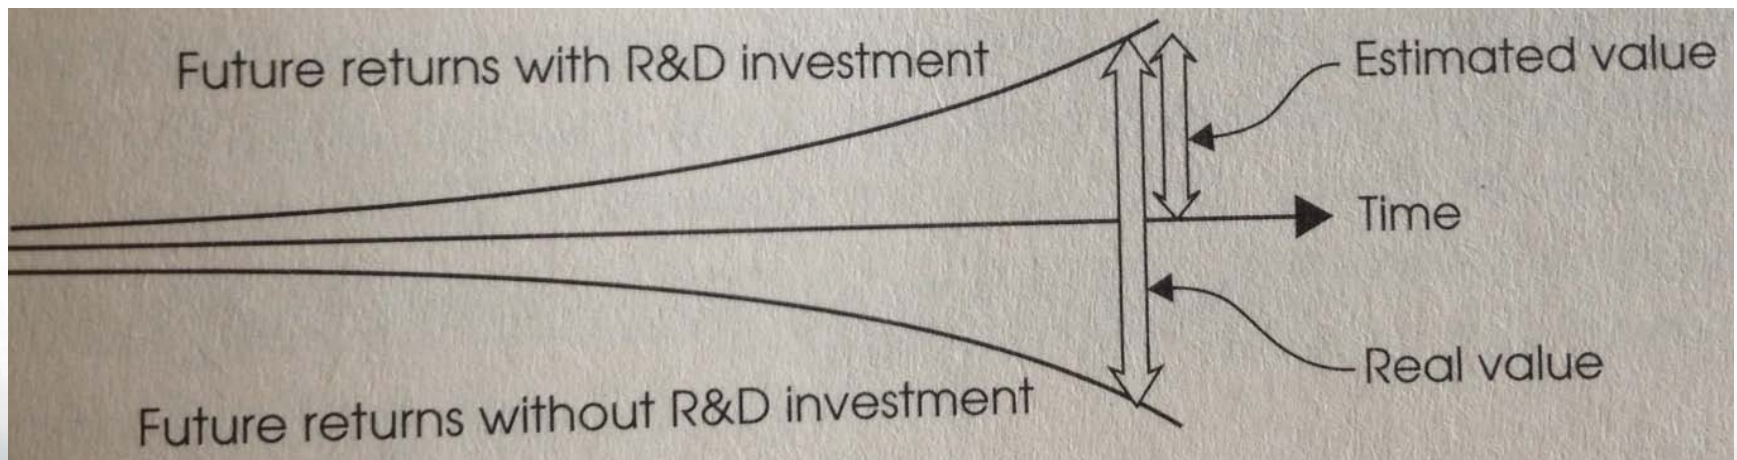 Future returns with R&D investment
Estimated value
Time
Real value
Future returns without R&D investment